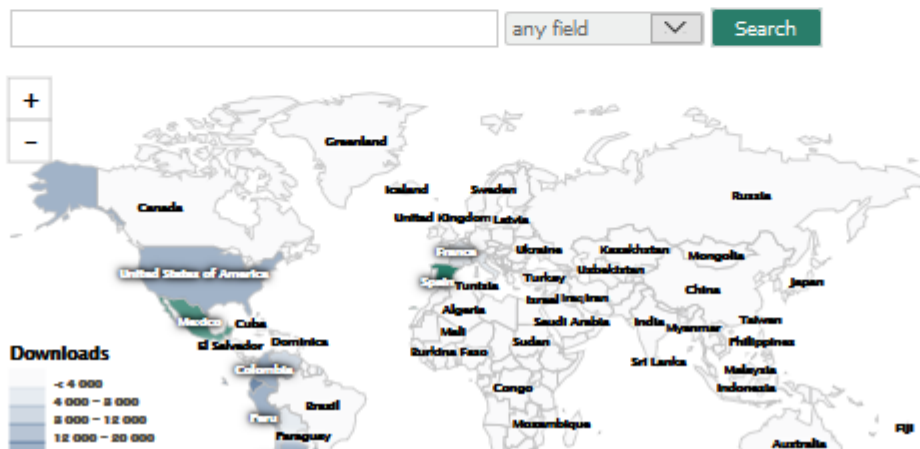 any field
Search
+
−
Greenland
Iceland
Sweden
Russia
Canada
United Kingdom
Latvia
France
Ukraine
Kazakhstan
Mongolia
United States of America
Spain
Tunisia
Turkey
Uzbekistan
China
Japan
Mexico
Cuba
Algeria
Israel
Iraq
Iran
El Salvador
Dominica
Mali
Saudi Arabia
India
Myanmar
Taiwan
Burkina Faso
Sudan
Philippines
Downloads
Colombia
Sri Lanka
Malaysia
< 4 000
Congo
Indonesia
4 000 – 8 000
Brazil
8 000 – 12 000
Peru
Mozambique
Fiji
12 000 – 20 000
Paraguay
Australia